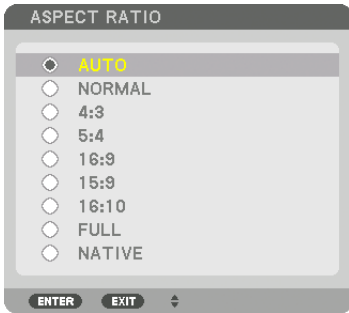 ASPECT RATIO
AUTO
NORMAL
4:3
5:4
16:9
15:9
16:10
FULL
NATIVE
ENTER EXIT